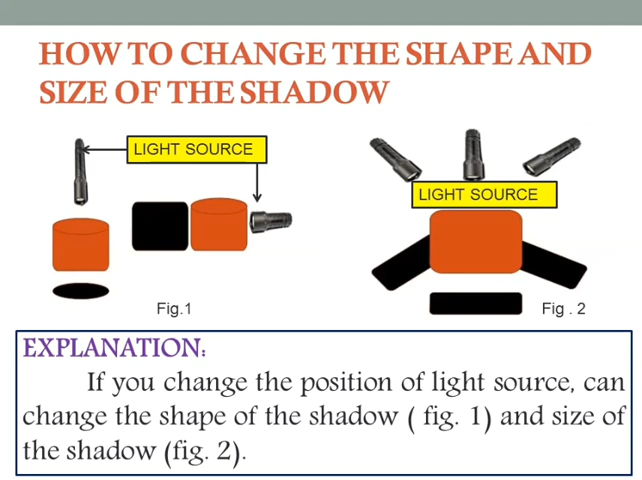 HOW TO CHANGE THE SHAPE AND
SIZE OF THE SHADOW
LIGHT SOURCE
LIGHT SOURCE
Fig.1
Fig . 2
EXPLANATION:
If you change the position of light source, can
change the shape of the shadow ( fig. 1) and size of
the shadow (fig. 2).